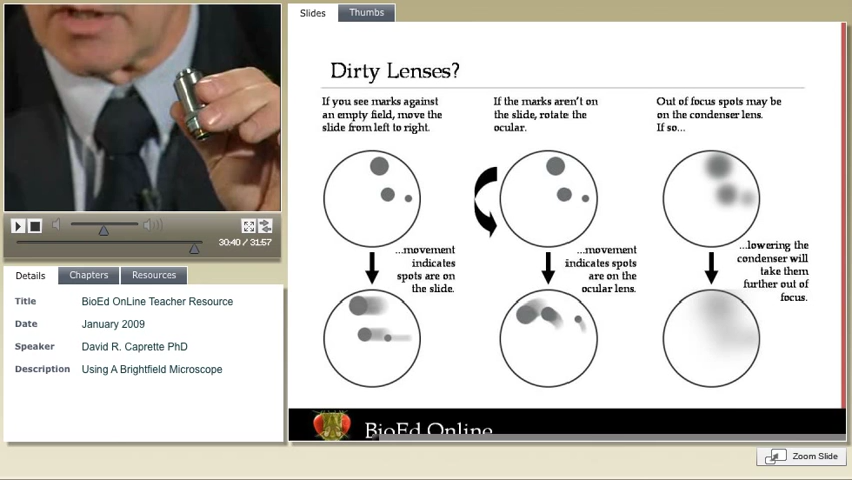 Slides
Thumbs
Dirty Lenses?
If you see marks against
an empty field, move the
slide from left to right.
If the marks aren't on
the slide, rotate the
ocular.
Out of focus spots may be
on the condenser lens.
If so...
...movement
indicates
spots are on
the slide.
...movement
indicates spots
are on the
ocular lens.
...lowering the
condenser will
take them
further out of
focus.
30:40 / 31:57
Details
Chapters
Resources
Title BioEd OnLine Teacher Resource
Date January 2009
Speaker David R. Caprette PhD
Description Using A Brightfield Microscope
BioEd Online
Zoom Slide